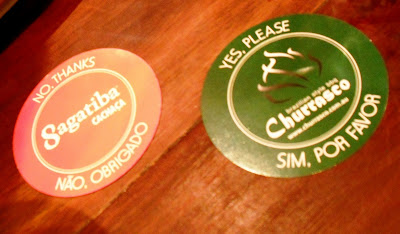 NO, THANKS
Sagatiba
CACHAÇA
NÃO, OBRIGADO
YES, PLEASE
Churrasco
SIM, POR FAVOR